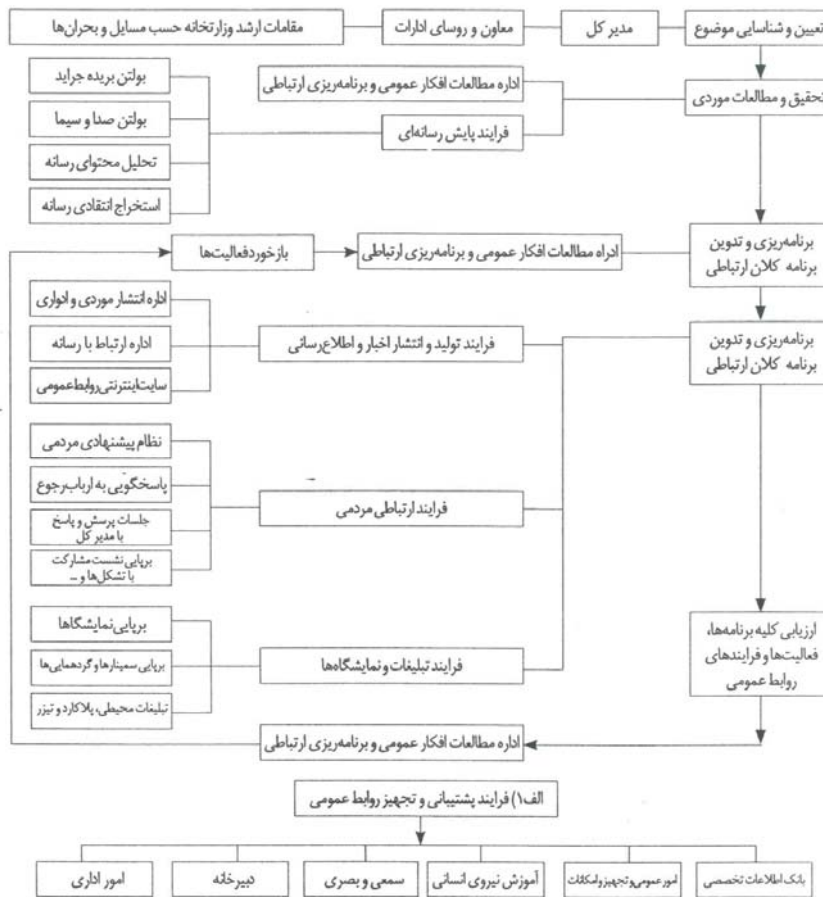 تعیین و شناسایی موضوع
مدیر کل
معاون و روسای ادارات
مقامات ارشد وزارتخانه حسب مسایل و بحران‌ها
تحقیق و مطالعات موردی
اداره مطالعات افکار عمومی و برنامه‌ریزی ارتباطی
فرایند پایش رسانه‌ای
بولتن بریده جراید
بولتن صدا و سیما
تحلیل محتوای رسانه
استخراج انتقادی رسانه
برنامه‌ریزی و تدوین
برنامه کلان ارتباطی
ادراه مطالعات افکار عمومی و برنامه‌ریزی ارتباطی
بازخورد فعالیت‌ها
برنامه‌ریزی و تدوین
برنامه کلان ارتباطی
فرایند تولید و انتشار اخبار و اطلاع‌رسانی
اداره انتشار موردی و ادواری
اداره ارتباط با رسانه
سایت اینترنتی روابط عمومی
فرایند ارتباطی مردمی
نظام پیشنهادی مردمی
پاسخگویی به ارباب رجوع
جلسات پرسش و پاسخ
با مدیر کل
برپایی نشست مشارکت
با تشکل‌ها و ...
ارزیابی کلیه برنامه‌ها،
فعالیت‌ها و فرایندهای
روابط عمومی
فرایند تبلیغات و نمایشگاه‌ها
برپایی نمایشگاها
برپایی سمینارها و گردهمایی‌ها
تبلیغات محیطی، پلاکارد و تیزر
اداره مطالعات افکار عمومی و برنامه‌ریزی ارتباطی
الف۱) فرایند پشتیبانی و تجهیز روابط عمومی
بانک اطلاعات تخصصی
امور عمومی و تجهیز و امکانات
آموزش نیروی انسانی
سمعی و بصری
دبیرخانه
امور اداری